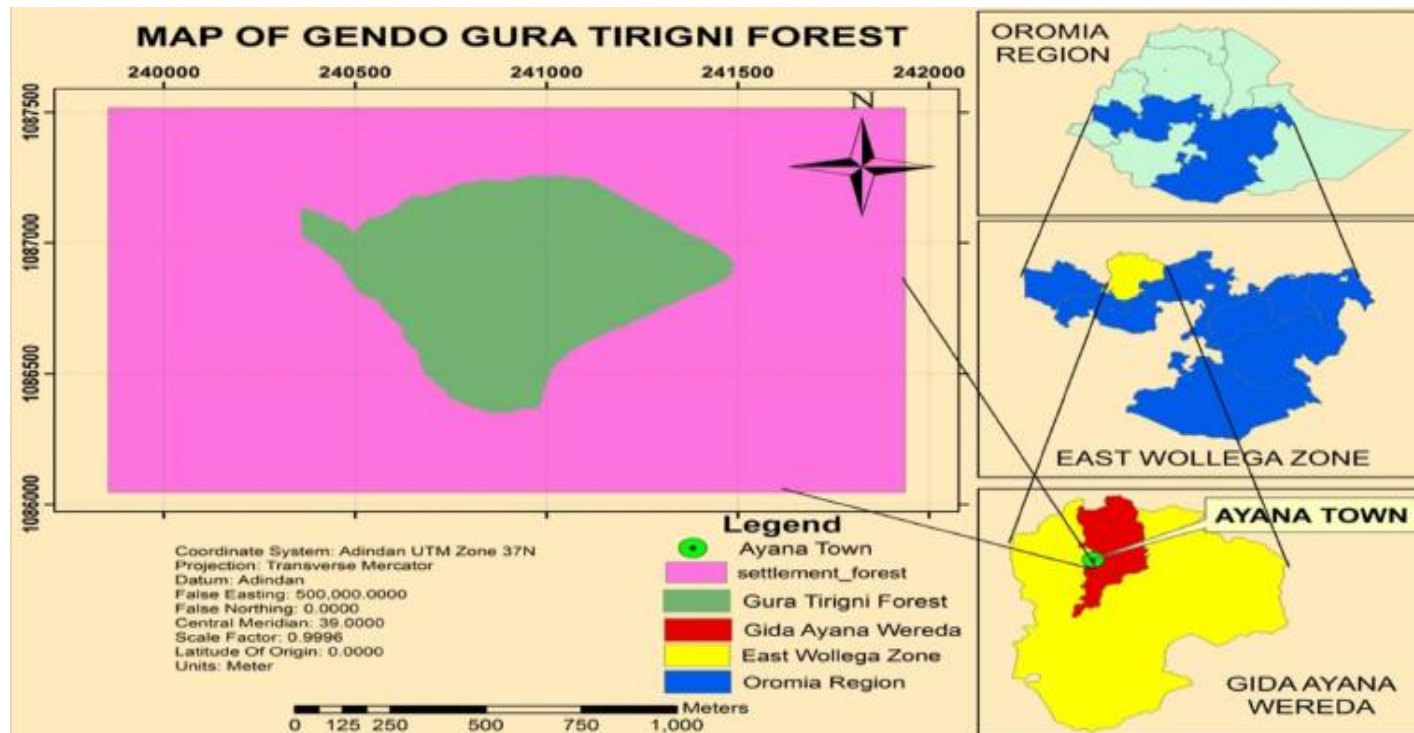 MAP OF GENDO GURA TIRIGNI FOREST
240000 240500 241000 241500 242000
1087500
1087000
1086500
1086000
N
Legend
Ayana Town
settlement_forest
Gura Tirigni Forest
Gida Ayana Wereda
East Wollega Zone
Oromia Region
Coordinate System: Adindan UTM Zone 37N
Projection: Transverse Mercator
Datum: Adindan
False Easting: 500,000.0000
False Northing: 0.0000
Central Meridian: 39.0000
Scale Factor: 0.9996
Latitude Of Origin: 0.0000
Units: Meter
Meters
0 125 250 500 750 1,000
OROMIA
REGION
EAST WOLLEGA ZONE
AYANA TOWN
GIDA AYANA
WEREDA